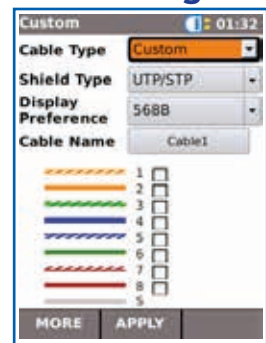 Custom 01:32
Cable Type Custom
Shield Type UTP/STP
Display Preference 568B
Cable Name Cable1
1
2
3
4
5
6
7
8
S
MORE APPLY